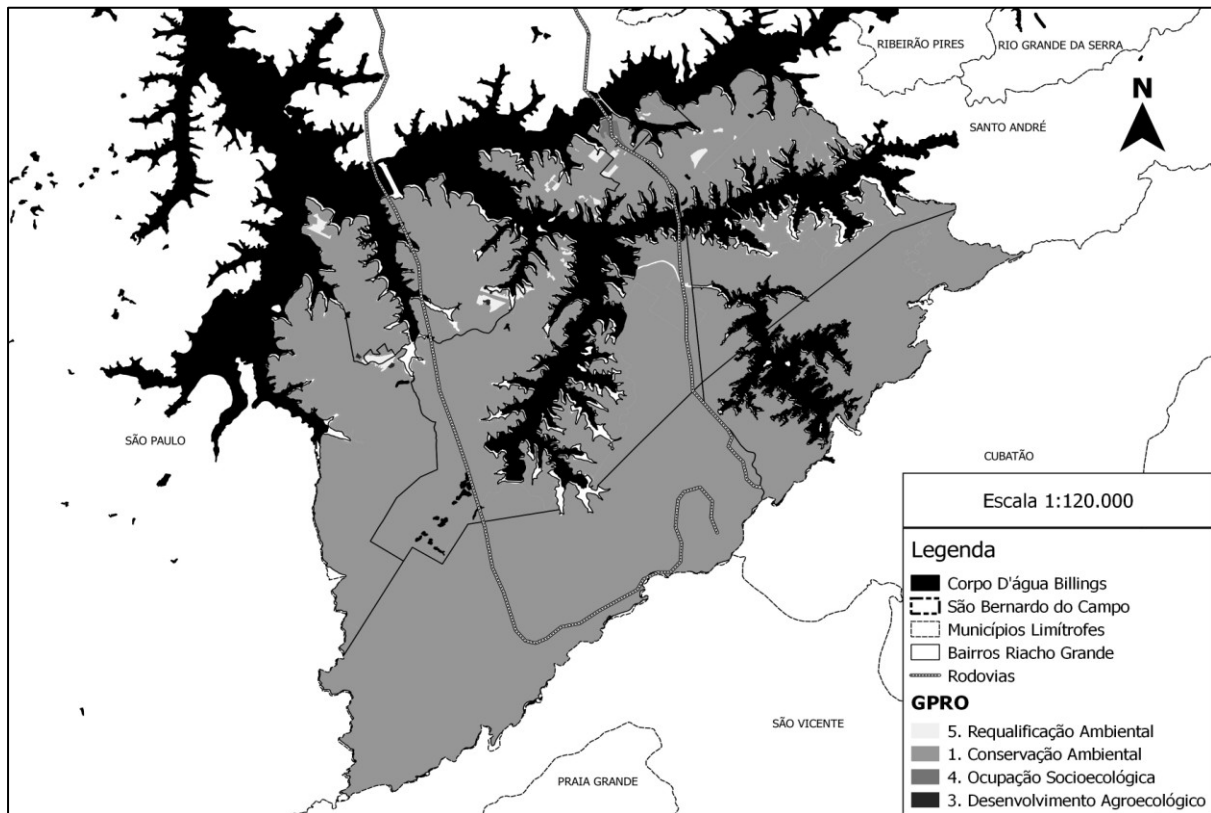 RIBEIRÃO PIRES
RIO GRANDE DA SERRA
N
SANTO ANDRÉ
SÃO PAULO
CUBATÃO
SÃO VICENTE
PRAIA GRANDE
Escala 1:120.000
Legenda
Corpo D'água Billings
São Bernardo do Campo
Municípios Limítrofes
Bairros Riacho Grande
Rodovias
GPRO
5. Requalificação Ambiental
1. Conservação Ambiental
4. Ocupação Socioecológica
3. Desenvolvimento Agroecológico